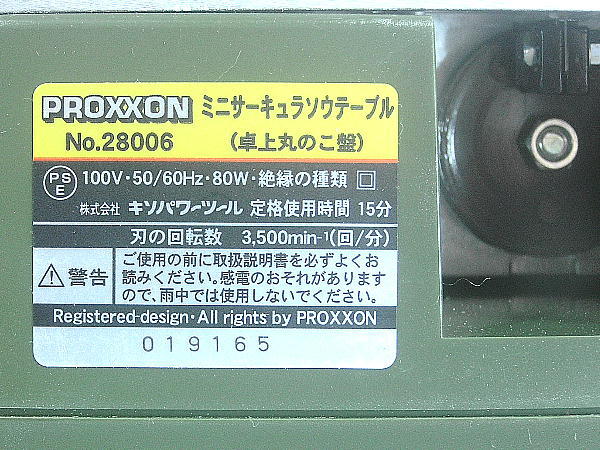 PROXXON ミニサーキュラソウテーブル
No.28006 (卓上丸のこ盤)
PS
E 100V・50/60Hz・80W・絶縁の種類 回
株式会社 キソパワーツール 定格使用時間 15分
刃の回転数 3,500min⁻¹(回/分)
警告
ご使用の前に取扱説明書を必ずよくお
読みください。感電のおそれがあります
ので、雨中では使用しないでください。
Registered-design・All rights by PROXXON
019165